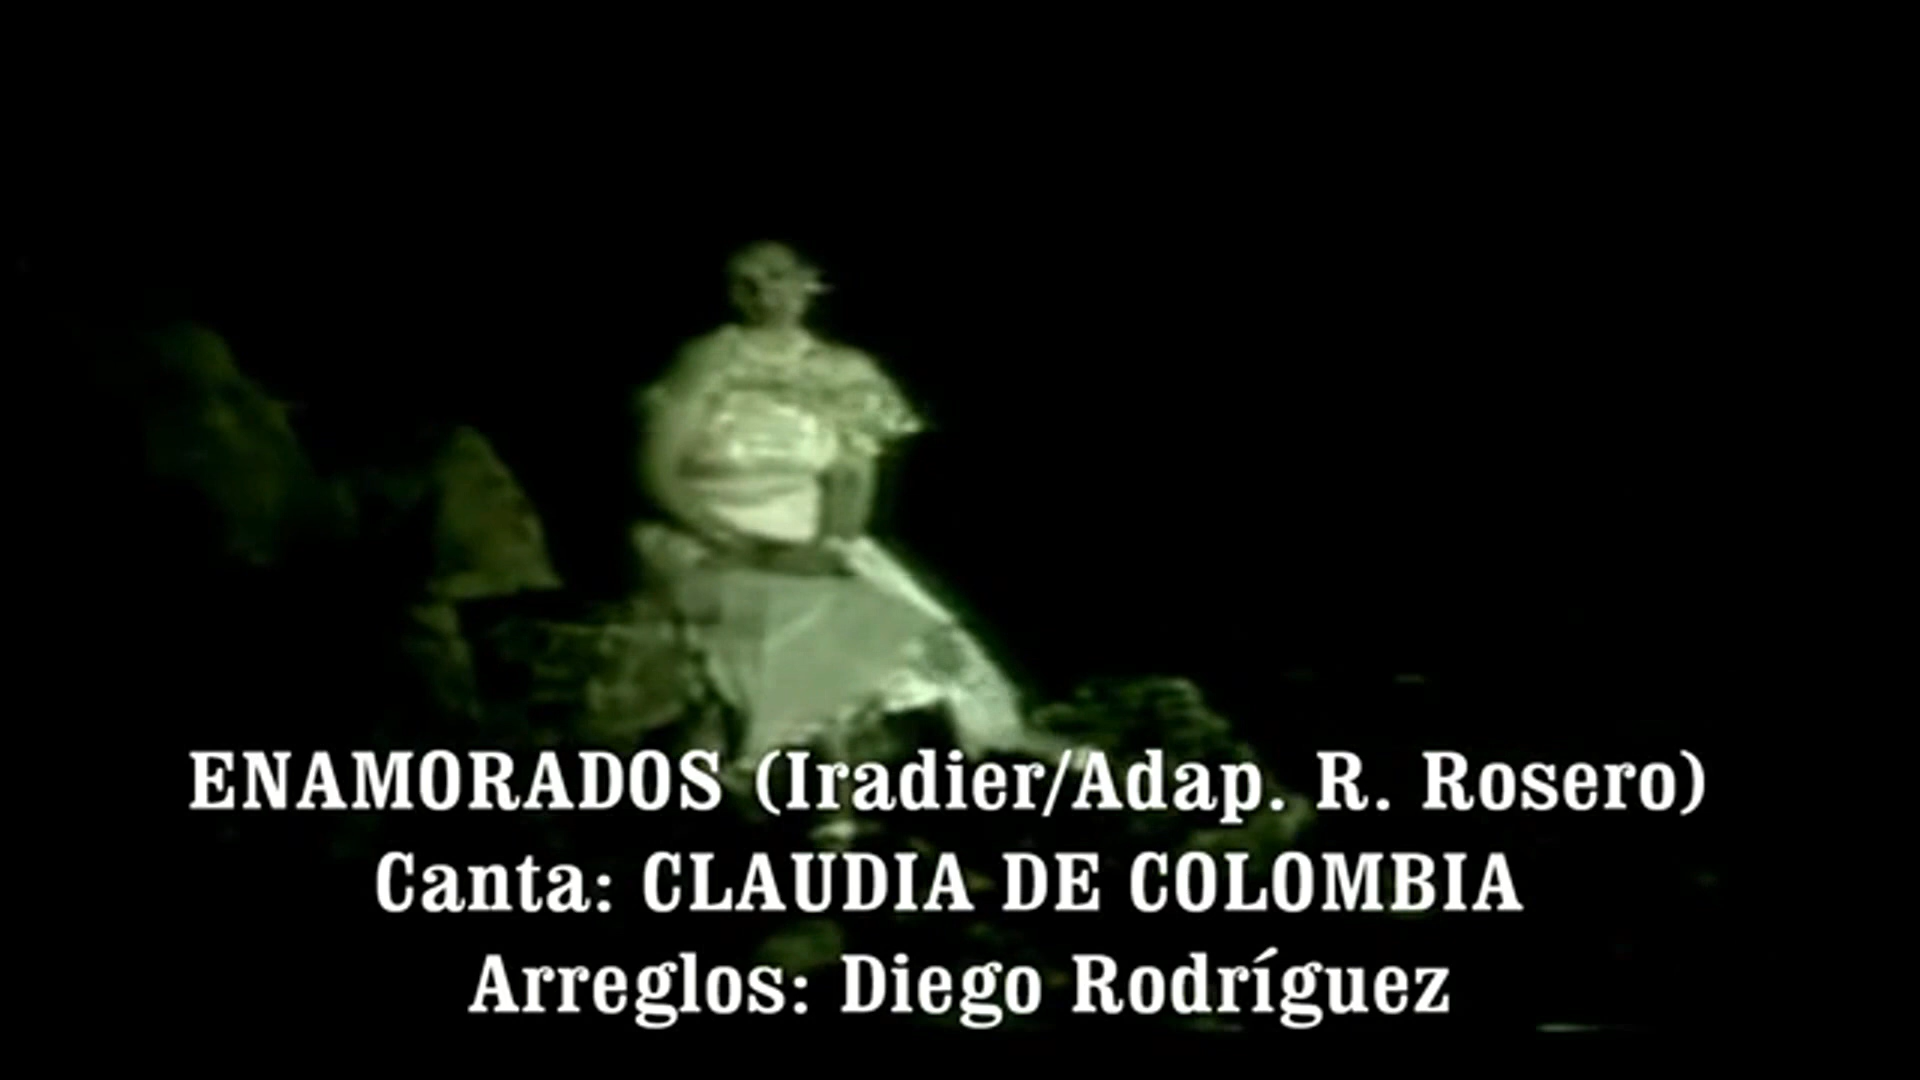 ENAMORADOS (Iradier/Adap. R. Rosero)
Canta: CLAUDIA DE COLOMBIA
Arreglos: Diego Rodríguez